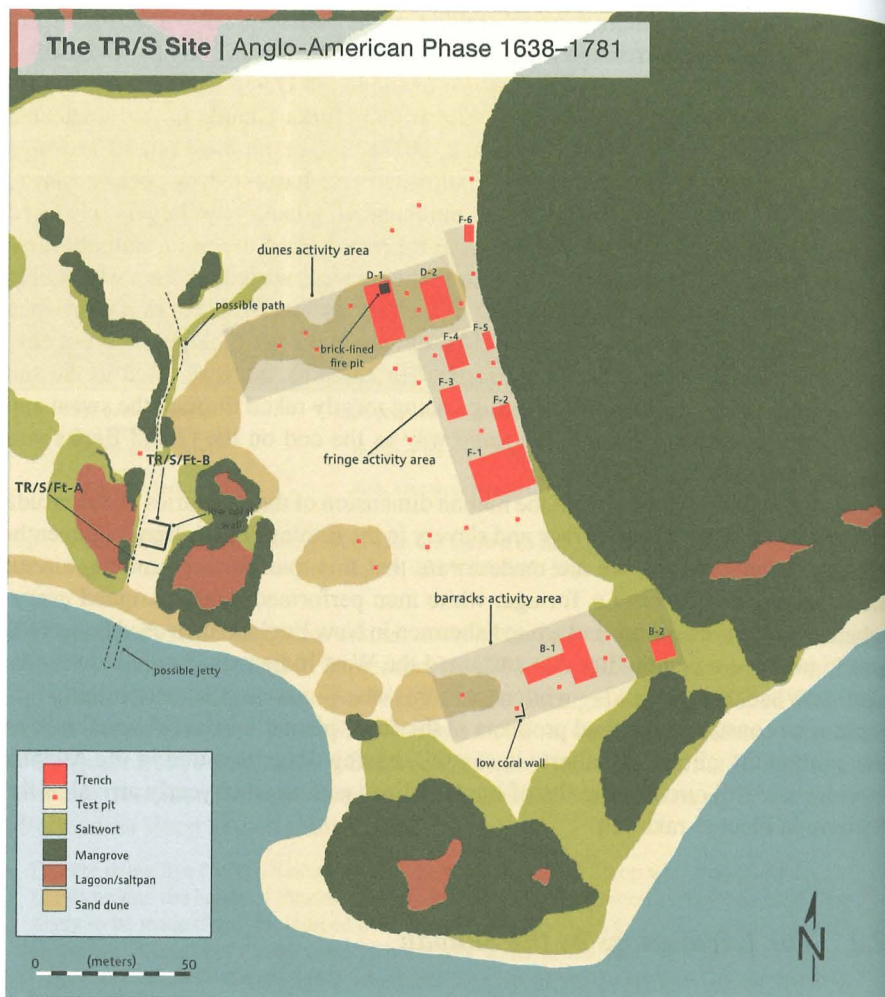 The TR/S Site | Anglo-American Phase 1638–1781
F-6
dunes activity area
D-1
D-2
possible path
brick-lined
fire pit
F-5
F-4
F-3
F-2
fringe activity area
F-1
TR/S/Ft-B
TR/S/Ft-A
low coral
wall
barracks activity area
B-1
B-2
possible jetty
low coral wall
Trench
Test pit
Saltwort
Mangrove
Lagoon/saltpan
Sand dune
0 (meters) 50
N